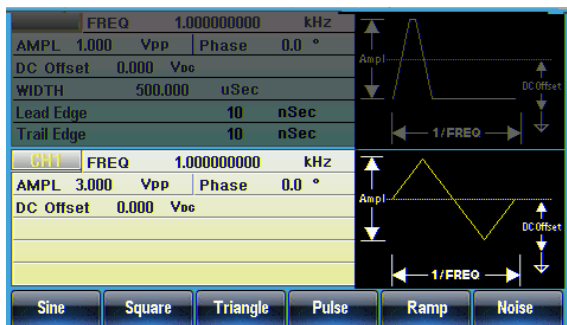 FREQ 1.000000000 kHz
AMPL 1.000 Vpp Phase 0.0 °
DC Offset 0.000 VDC
WIDTH 500.000 uSec
Lead Edge 10 nSec
Trail Edge 10 nSec
Ampl
DC Offset
1/FREQ
CH1 FREQ 1.000000000 kHz
AMPL 3.000 Vpp Phase 0.0 °
DC Offset 0.000 VDC
Ampl
DC Offset
1/FREQ
Sine Square Triangle Pulse Ramp Noise